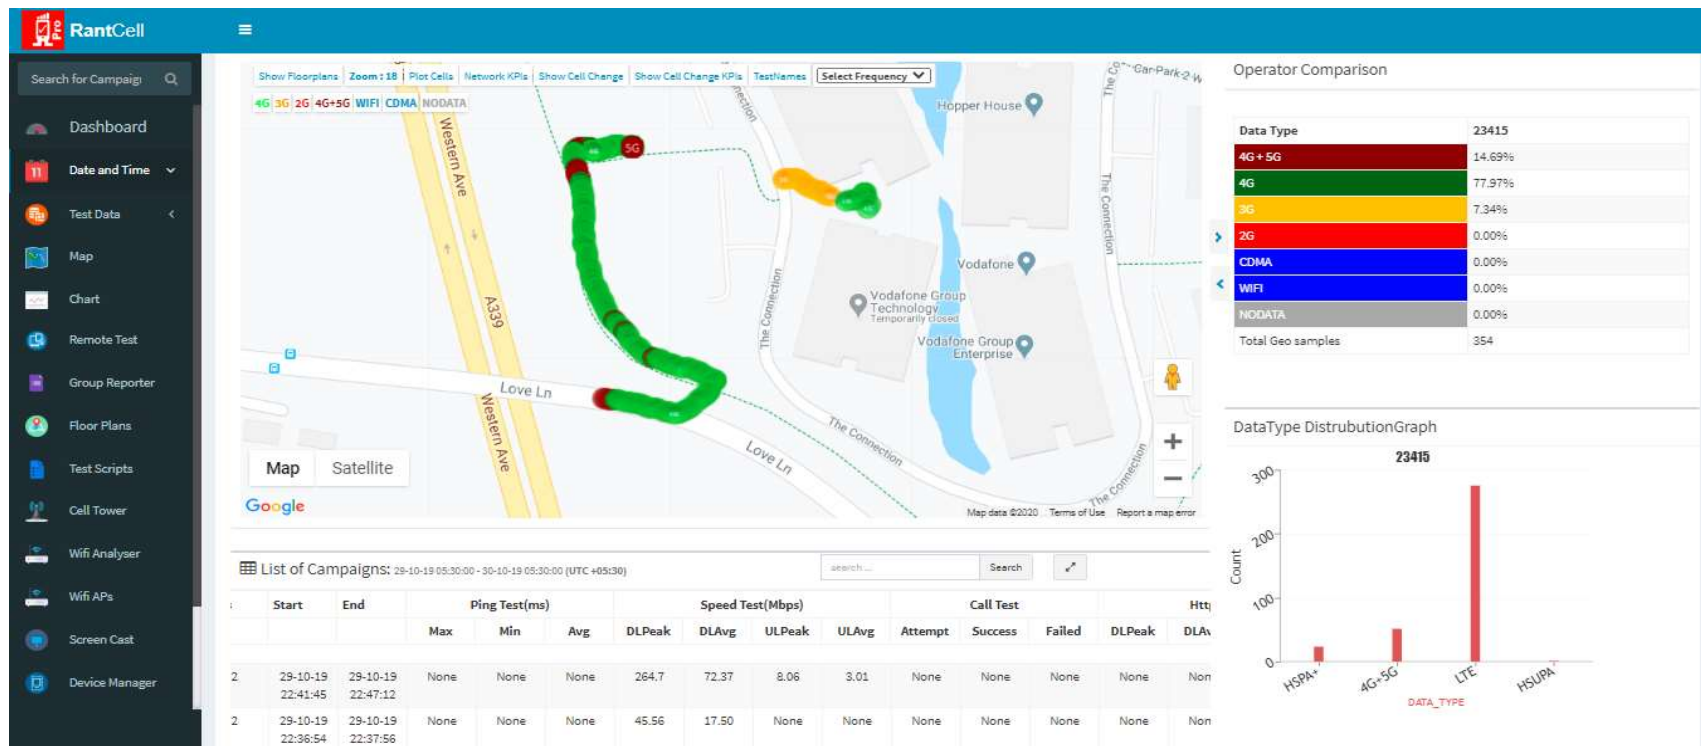 Pro RantCell
Search for Campaig
Dashboard
11 Date and Time
Test Data
Map
Chart
Remote Test
Group Reporter
Floor Plans
Test Scripts
Cell Tower
Wifi Analyser
Wifi APs
Screen Cast
Device Manager
Show Floorplans Zoom : 18 Plot Cells Network KPIs Show Cell Change Show Cell Change KPIs TestNames Select Frequency
4G 3G 2G 4G+5G WIFI CDMA NODATA
Western Ave
A339
Western Ave
Love Ln
Love Ln
The Connection
The Connection
The Connection
The Connection
Car-Park-2-W
Hopper House
4G
5G
Vodafone
Vodafone Group
Technology
Temporarily closed
Vodafone Group
Enterprise
Map Satellite
Google
+
−
Map data ©2020 Terms of Use Report a map error
Operator Comparison
Data Type 23415
4G+5G 14.69%
4G 77.97%
3G 7.34%
2G 0.00%
CDMA 0.00%
WIFI 0.00%
NODATA 0.00%
Total Geo samples 354
DataType DistrubutionGraph
23415
300
200
100
0
Count
HSPA+ 4G+5G LTE HSUPA
DATA_TYPE
List of Campaigns: 29-10-19 05:30:00 - 30-10-19 05:30:00 (UTC +05:30)
search ... Search
Start End Ping Test(ms) Speed Test(Mbps) Call Test Htt
Max Min Avg DLPeak DLAvg ULPeak ULAvg Attempt Success Failed DLPeak DLAv
2 29-10-19 29-10-19 None None None 264.7 72.37 8.06 3.01 None None None None Non
22:41:45 22:47:12
2 29-10-19 29-10-19 None None None 45.56 17.50 None None None None None None Non
22:36:54 22:37:56